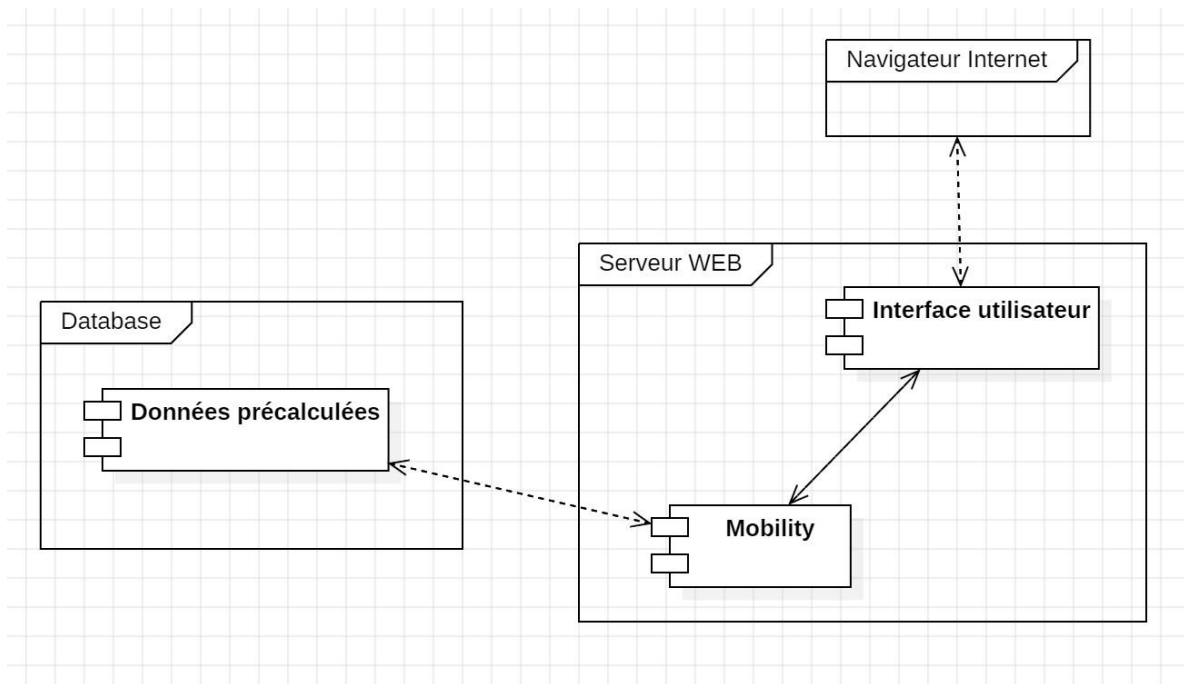 Navigateur Internet
Serveur WEB
Interface utilisateur
Database
Données précalculées
Mobility